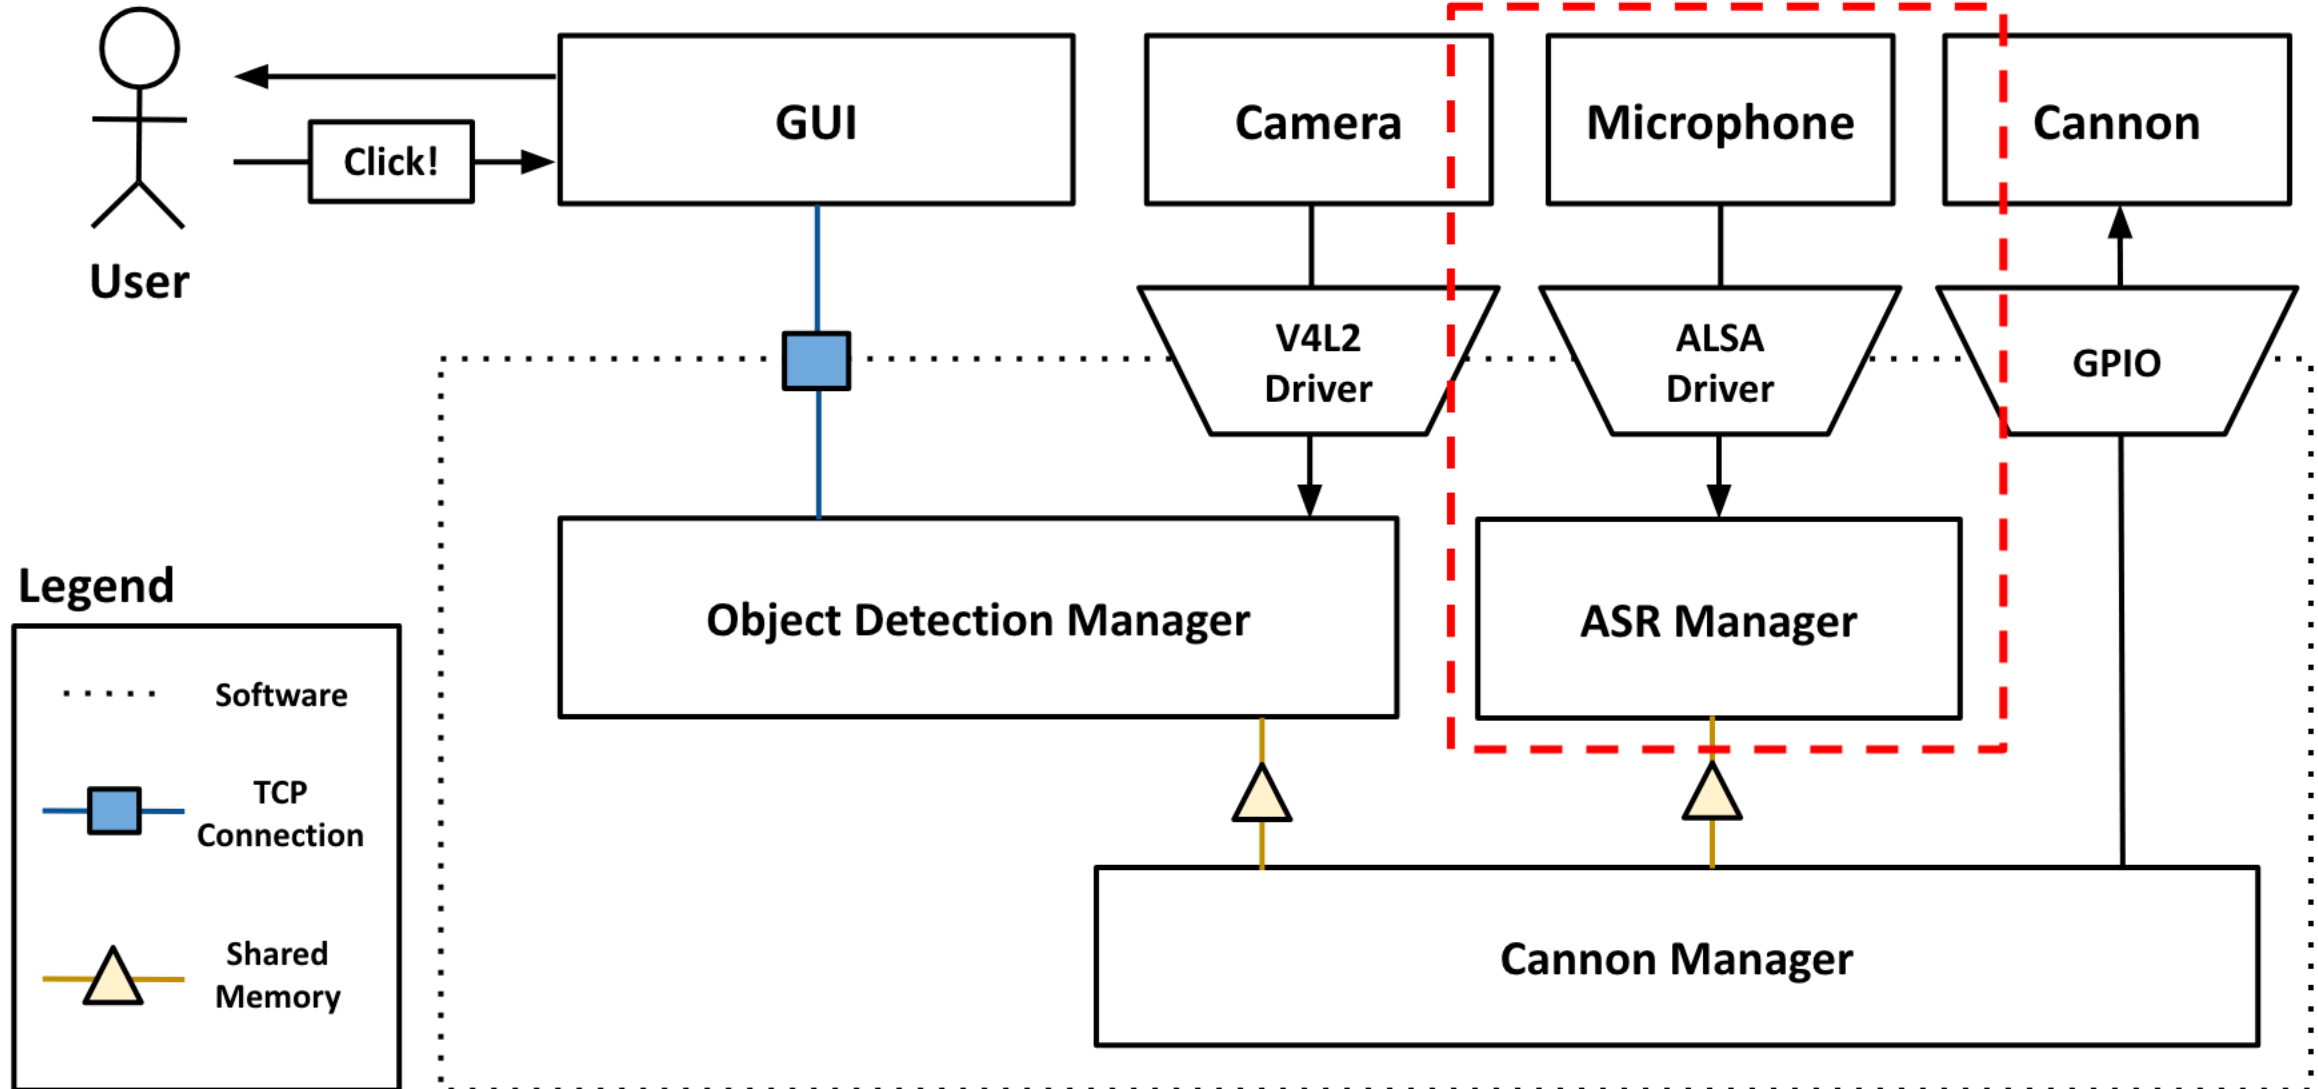 GUI
Camera
Microphone
Cannon
Click!
User
V4L2
Driver
ALSA
Driver
GPIO
Object Detection Manager
ASR Manager
Legend
Software
TCP
Connection
Shared
Memory
Cannon Manager